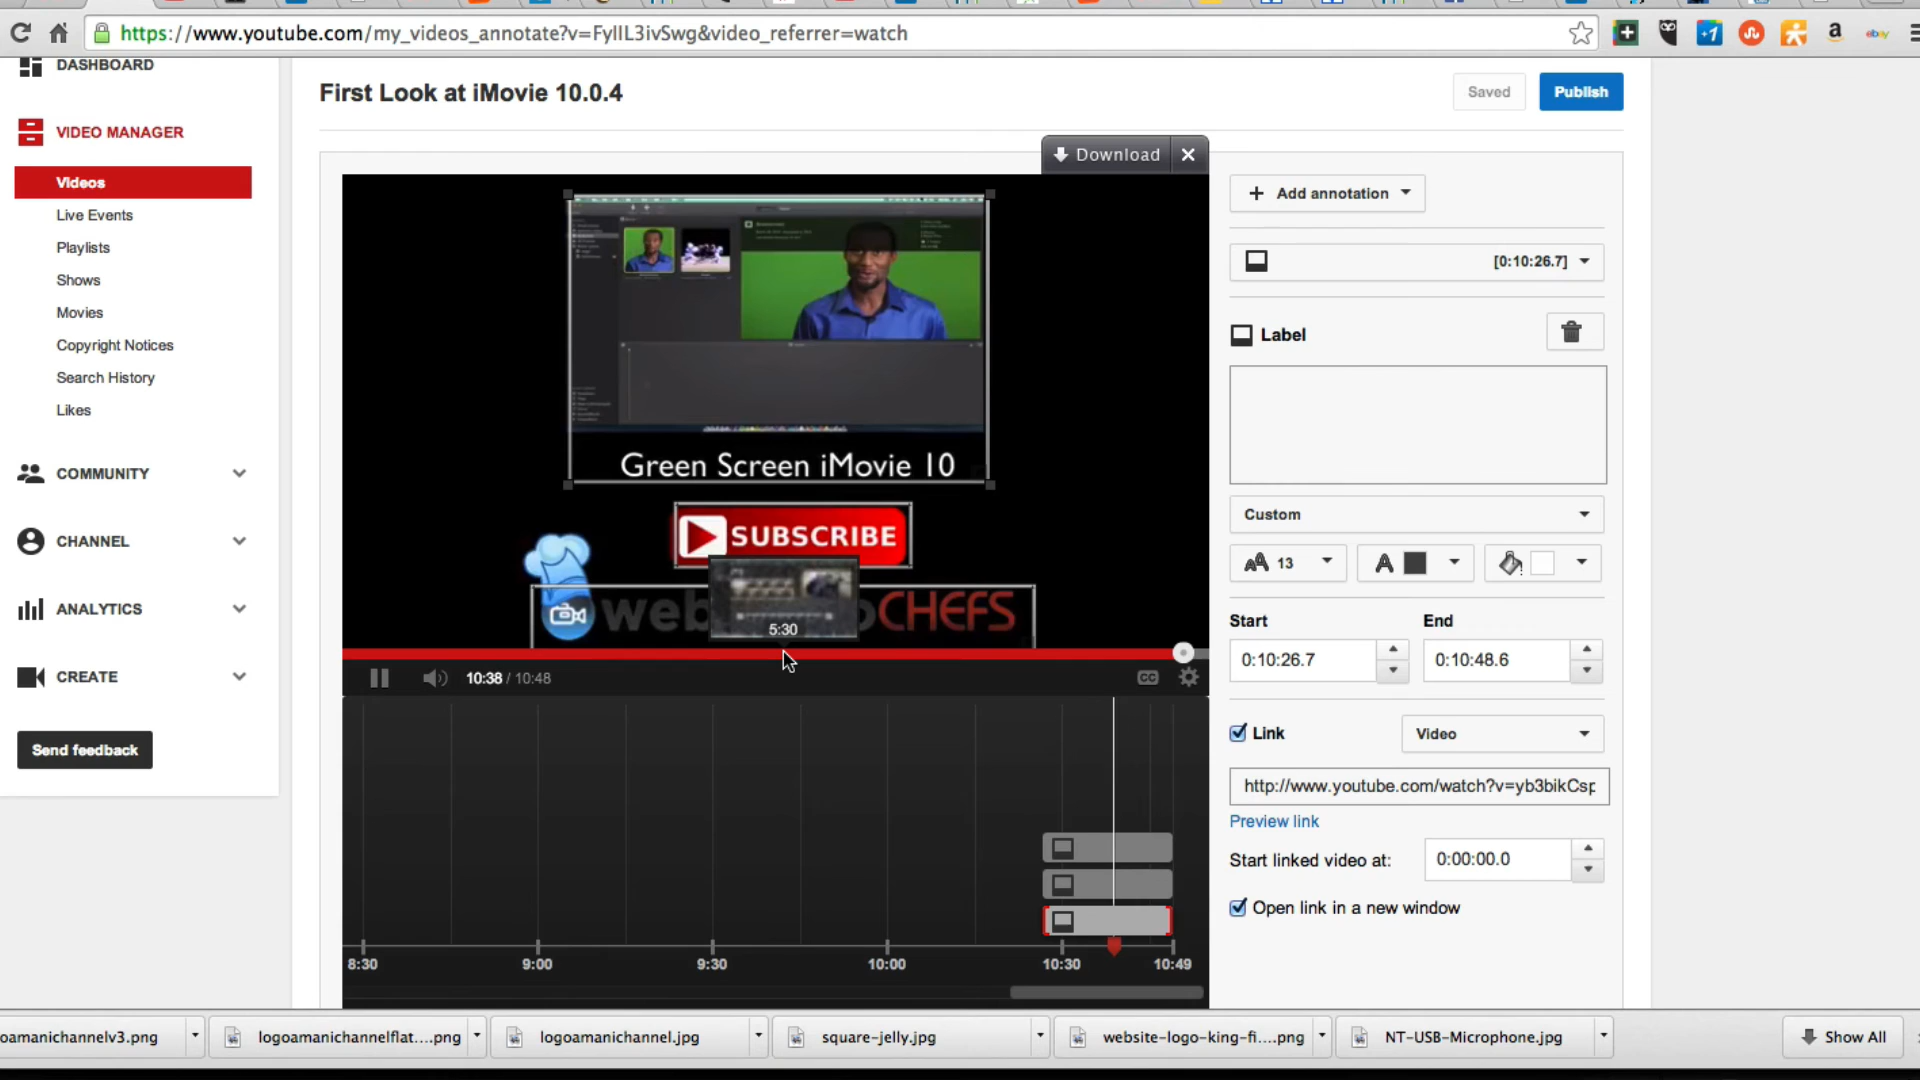 https://www.youtube.com/my_videos_annotate?v=FyllL3ivSwg&video_referrer=watch
+1
a
ebay
DASHBOARD
First Look at iMovie 10.0.4
Saved
Publish
VIDEO MANAGER
Download
Videos
Add annotation
Live Events
Playlists
[0:10:26.7]
Shows
Movies
Label
Copyright Notices
Search History
Likes
Green Screen iMovie 10
COMMUNITY
Custom
SUBSCRIBE
CHANNEL
13
A
web
CHEFS
5:30
ANALYTICS
Start
End
0:10:26.7
0:10:48.6
CREATE
10:38 / 10:48
CC
Link
Video
Send feedback
http://www.youtube.com/watch?v=yb3bikCsp
Preview link
Start linked video at:
0:00:00.0
Open link in a new window
8:30
9:00
9:30
10:00
10:30
10:49
oamanichannelv3.png
logoamanichannelflat....png
logoamanichannel.jpg
square-jelly.jpg
website-logo-king-fi....png
NT-USB-Microphone.jpg
Show All